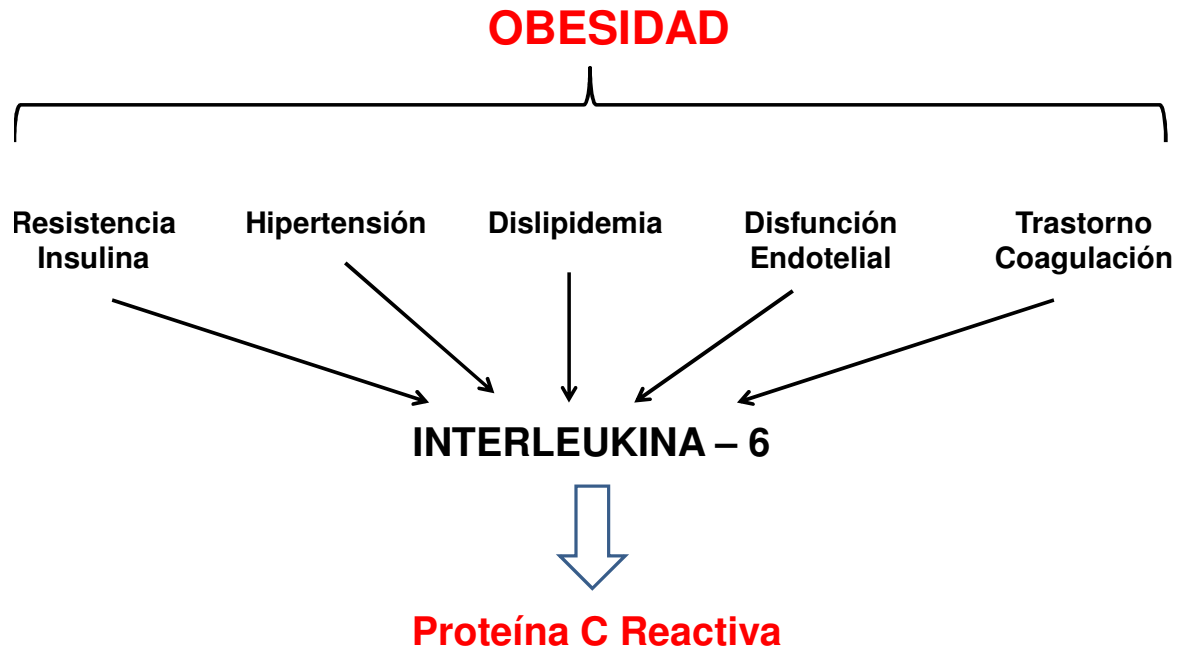 OBESIDAD
Resistencia
Insulina
Hipertensión
Dislipidemia
Disfunción
Endotelial
Trastorno
Coagulación
INTERLEUKINA – 6
Proteína C Reactiva